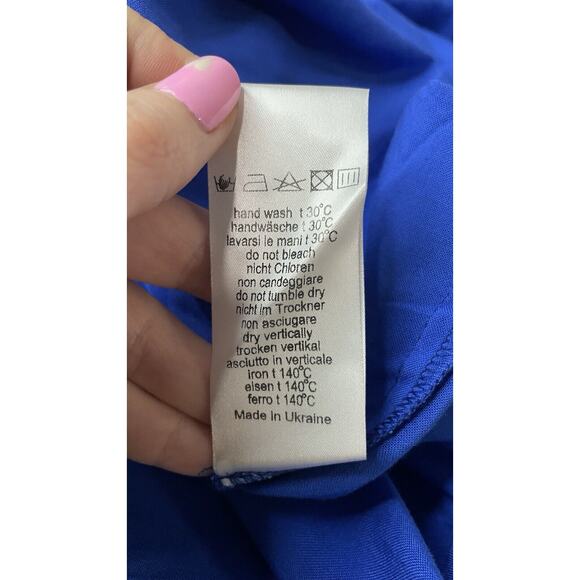 hand wash t 30°C
handwäsche t 30°C
lavarsi le mani t 30°C
do not bleach
nicht Chloren
non candeggiare
do not tumble dry
nicht im Trockner
non asciugare
dry vertically
trocken vertikal
asciutto in verticale
iron t 140°C
eisen t 140°C
ferro t 140°C
Made in Ukraine